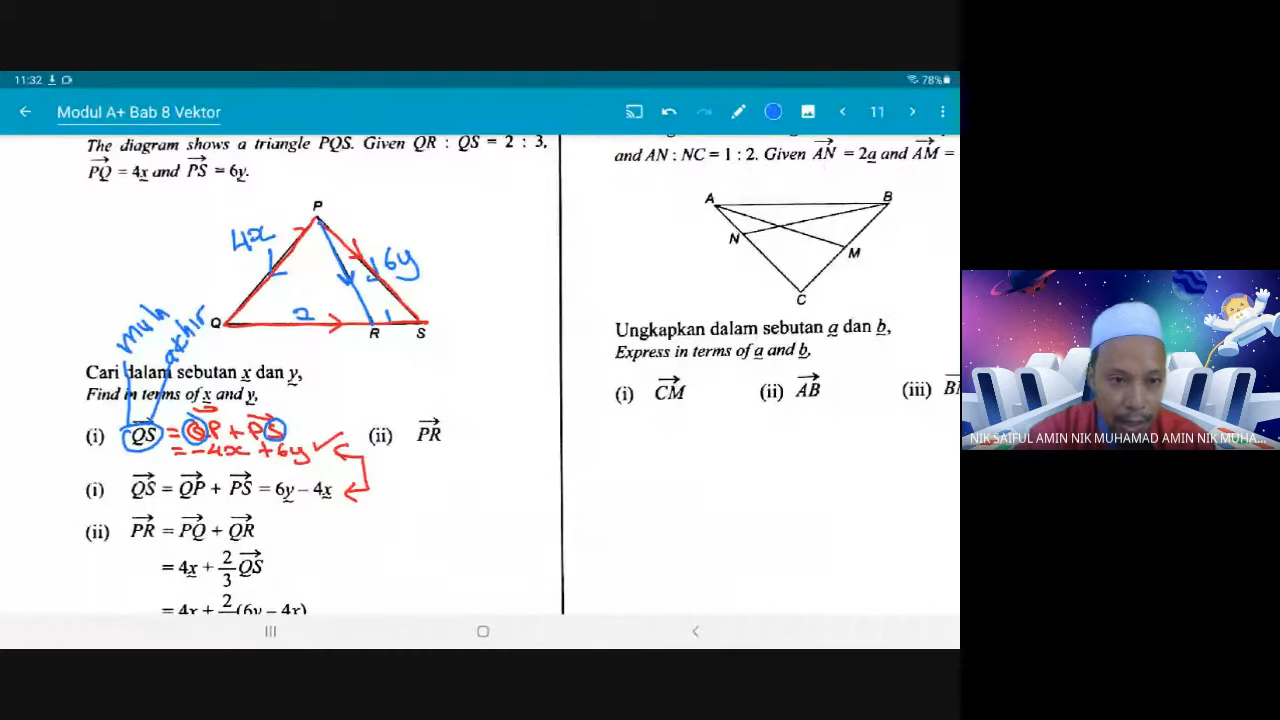 11:32
78%
Modul A+ Bab 8 Vektor
11
The diagram shows a triangle PQS. Given QR : QS = 2 : 3,
PQ = 4x and PS = 6y.
P
4x
6y
2
1
Q
R
S
mula
akhir
Cari dalam sebutan x dan y,
Find in terms of x and y,
(i) QS = QP + PS
= -4x + 6y ✓
(ii) PR
(i) QS = QP + PS = 6y – 4x
(ii) PR = PQ + QR
= 4x + 2/3 QS
= 4x + 2/ (6y – 4x)
and AN : NC = 1 : 2. Given AN = 2a and AM =
A
B
N
M
C
Ungkapkan dalam sebutan a dan b,
Express in terms of a and b,
(i) CM (ii) AB (iii)
NIK SAIFUL AMIN NIK MUHAMAD AMIN NIK MUHA...